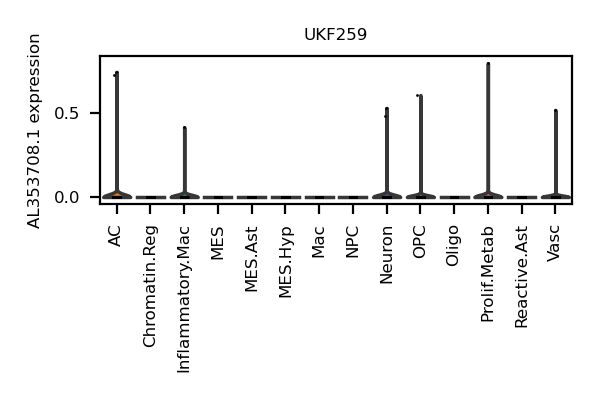 UKF259
AL353708.1 expression
0.5
0.0
AC
Chromatin.Reg
Inflammatory.Mac
MES
MES.Ast
MES.Hyp
Mac
NPC
Neuron
OPC
Oligo
Prolif.Metab
Reactive.Ast
Vasc